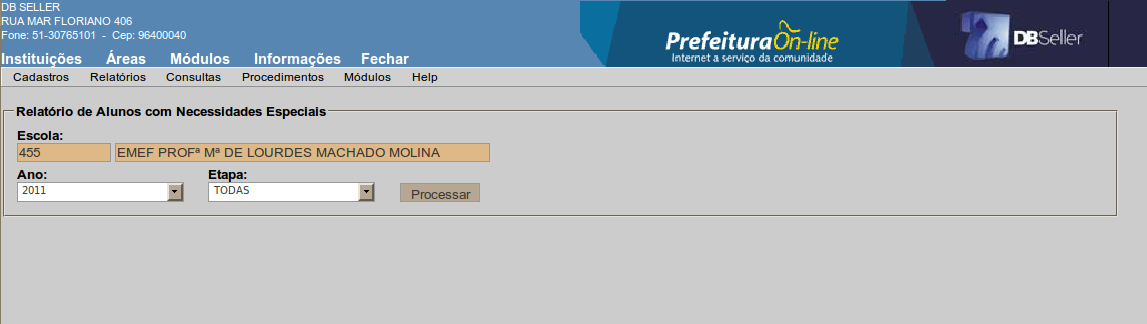 DB SELLER
RUA MAR FLORIANO 406
Fone: 51-30765101 - Cep: 96400040
PrefeituraOn-line
Internet a serviço da comunidade
DBSeller
Instituições Áreas Módulos Informações Fechar
Cadastros Relatórios Consultas Procedimentos Módulos Help
Relatório de Alunos com Necessidades Especiais
Escola:
455 EMEF PROFª Mª DE LOURDES MACHADO MOLINA
Ano: Etapa:
2011 TODAS Processar